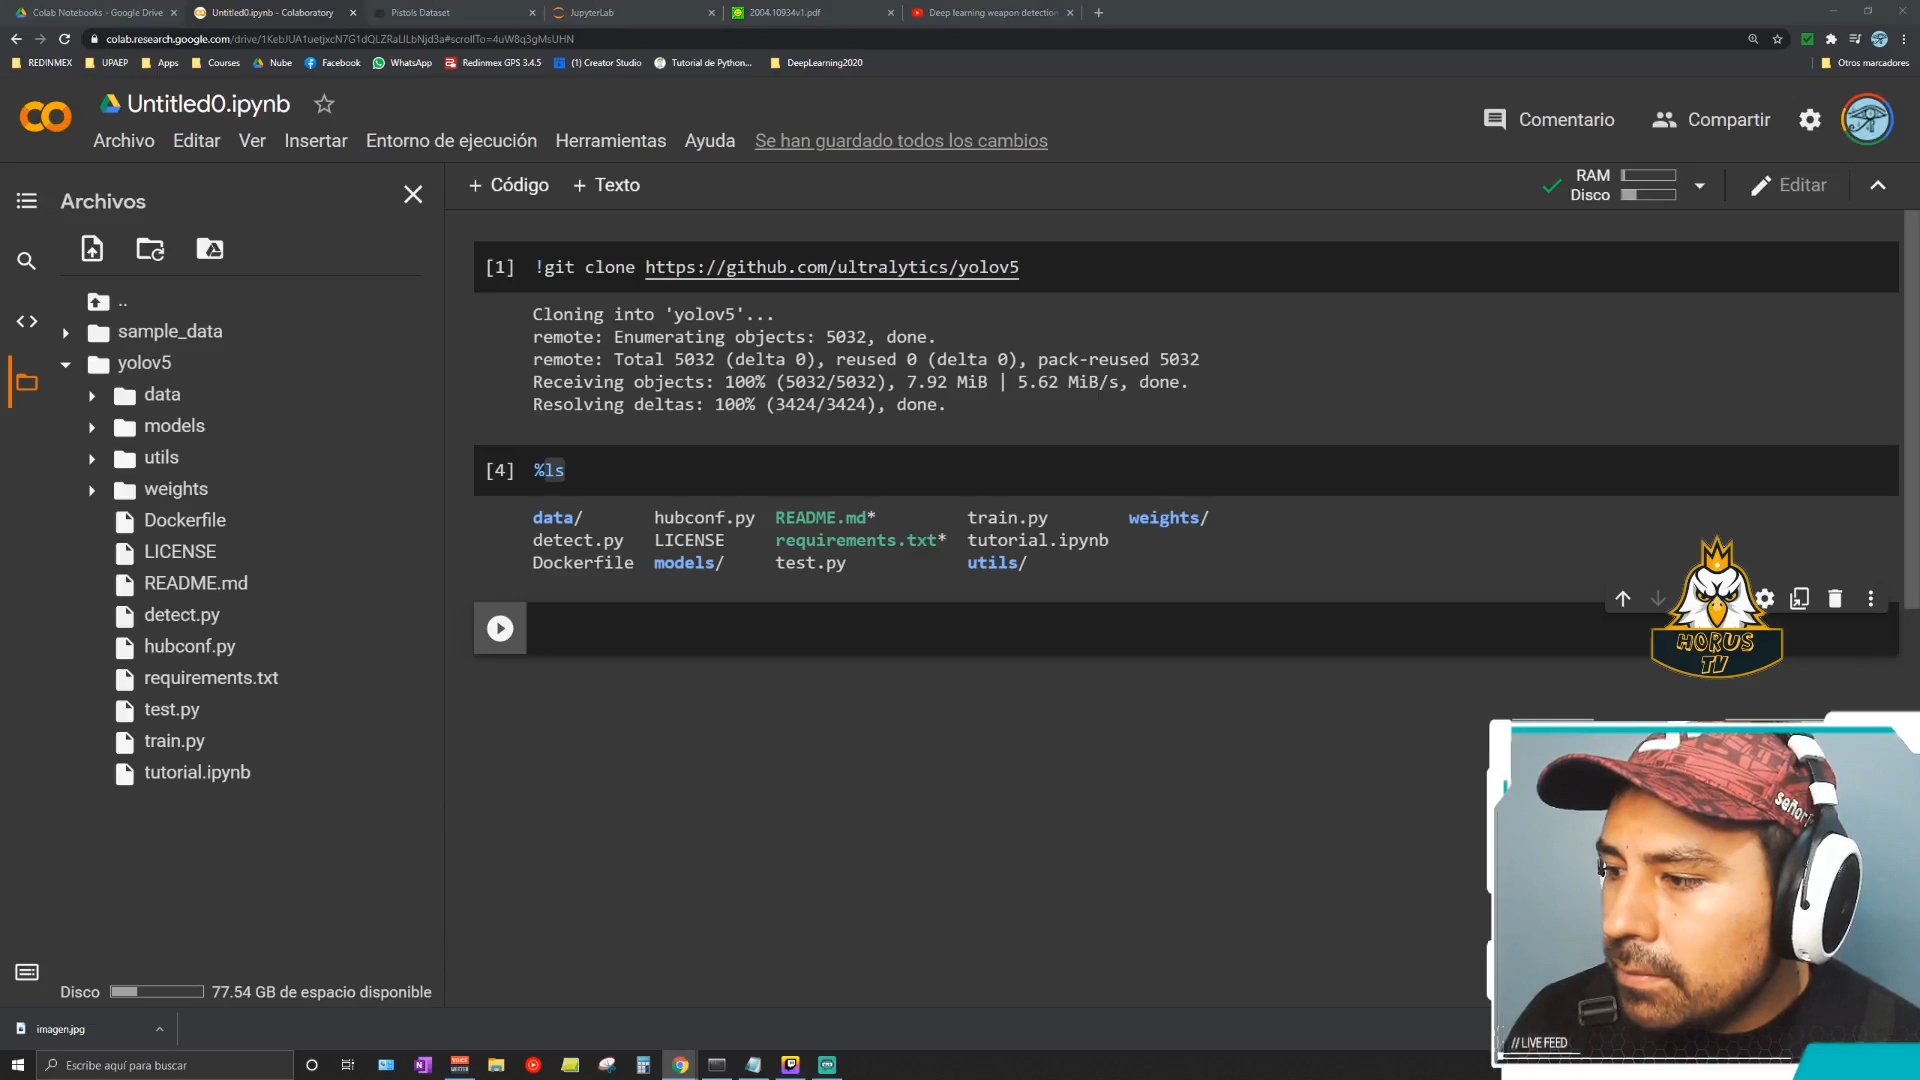 Colab Notebooks - Google Drive
Untitled0.ipynb - Colaboratory
Pistols Dataset
JupyterLab
2004.10934v1.pdf
Deep learning weapon detection
colab.research.google.com/drive/1KebJUA1uetjxcN7G1dQLZRaLILbNjd3a#scrollTo=4uW8q3gMsUHN
REDINMEX
UPAEP
Apps
Courses
Nube
Facebook
WhatsApp
Redinmex GPS 3.4.5
(1) Creator Studio
Tutorial de Python...
DeepLearning2020
Otros marcadores
CO
Untitled0.ipynb
Archivo Editar Ver Insertar Entorno de ejecución Herramientas Ayuda Se han guardado todos los cambios
Comentario
Compartir
Archivos
+ Código + Texto
RAM
Disco
Editar
..
sample_data
yolov5
data
models
utils
weights
Dockerfile
LICENSE
README.md
detect.py
hubconf.py
requirements.txt
test.py
train.py
tutorial.ipynb
Disco 77.54 GB de espacio disponible
[1] !git clone https://github.com/ultralytics/yolov5
Cloning into 'yolov5'...
remote: Enumerating objects: 5032, done.
remote: Total 5032 (delta 0), reused 0 (delta 0), pack-reused 5032
Receiving objects: 100% (5032/5032), 7.92 MiB | 5.62 MiB/s, done.
Resolving deltas: 100% (3424/3424), done.
[4] %ls
data/ hubconf.py README.md* train.py weights/
detect.py LICENSE requirements.txt* tutorial.ipynb
Dockerfile models/ test.py utils/
HORUS
TV
señor
// LIVE FEED
imagen.jpg
Escribe aquí para buscar